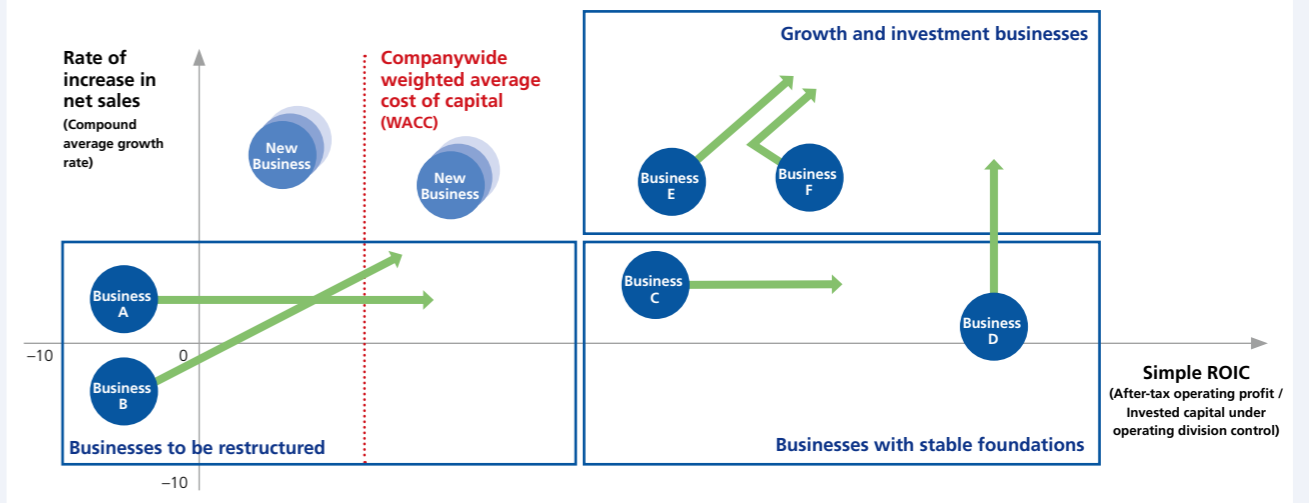 Rate of
increase in
net sales
(Compound
average growth
rate)
Companywide
weighted average
cost of capital
(WACC)
New
Business
New
Business
Growth and investment businesses
Business
E
Business
F
Business
A
Business
B
Business
C
Business
D
−10
0
−10
Businesses to be restructured
Businesses with stable foundations
Simple ROIC
(After-tax operating profit /
Invested capital under
operating division control)